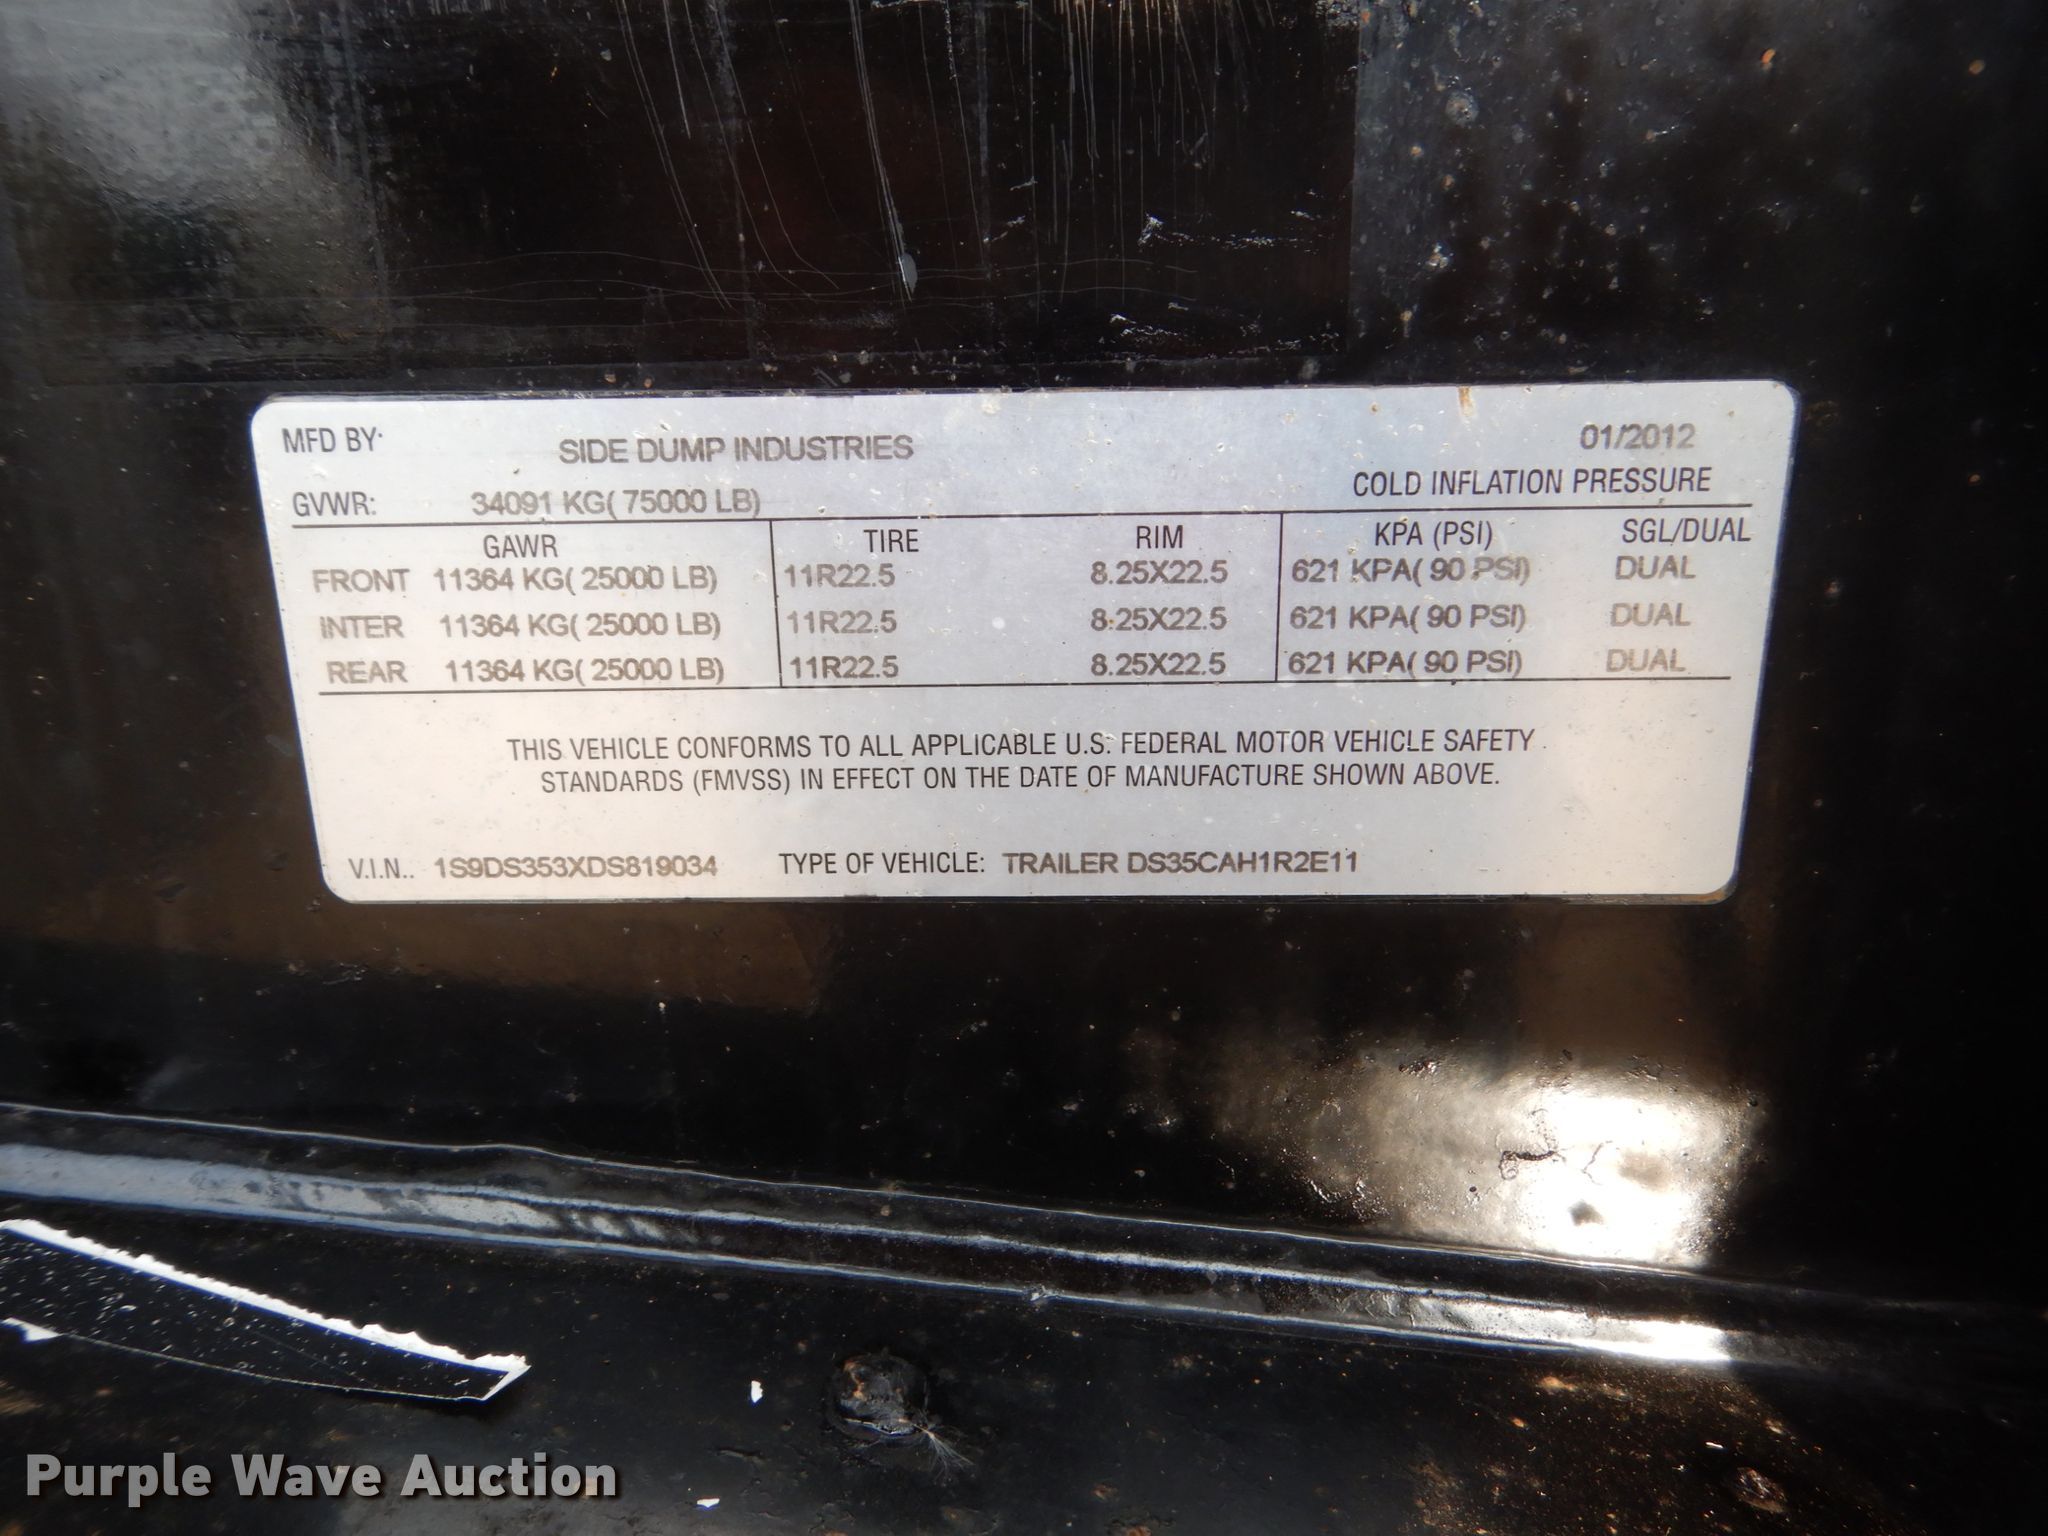 MFD BY: SIDE DUMP INDUSTRIES 01/2012
GVWR: 34091 KG( 75000 LB) COLD INFLATION PRESSURE
GAWR TIRE RIM KPA (PSI) SGL/DUAL
FRONT 11364 KG( 25000 LB) 11R22.5 8.25X22.5 621 KPA( 90 PSI) DUAL
INTER 11364 KG( 25000 LB) 11R22.5 8.25X22.5 621 KPA( 90 PSI) DUAL
REAR 11364 KG( 25000 LB) 11R22.5 8.25X22.5 621 KPA( 90 PSI) DUAL
THIS VEHICLE CONFORMS TO ALL APPLICABLE U.S. FEDERAL MOTOR VEHICLE SAFETY
STANDARDS (FMVSS) IN EFFECT ON THE DATE OF MANUFACTURE SHOWN ABOVE.
V.I.N.: 1S9DS353XDS819034 TYPE OF VEHICLE: TRAILER DS35CAH1R2E11
Purple Wave Auction